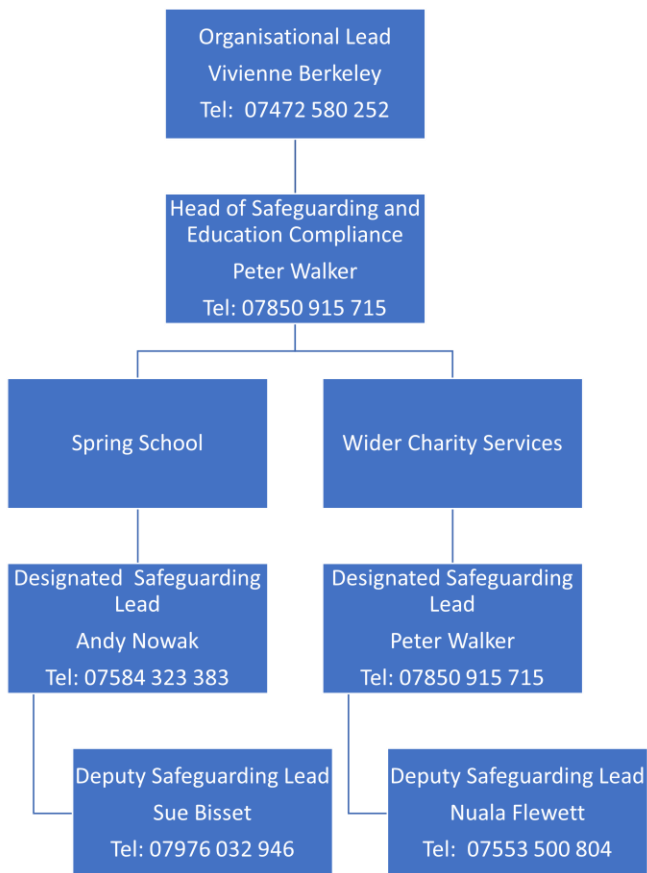 Organisational Lead
Vivienne Berkeley
Tel: 07472 580 252
Head of Safeguarding and
Education Compliance
Peter Walker
Tel: 07850 915 715
Spring School
Wider Charity Services
Designated Safeguarding
Lead
Andy Nowak
Tel: 07584 323 383
Designated Safeguarding
Lead
Peter Walker
Tel: 07850 915 715
Deputy Safeguarding Lead
Sue Bisset
Tel: 07976 032 946
Deputy Safeguarding Lead
Nuala Flewett
Tel: 07553 500 804